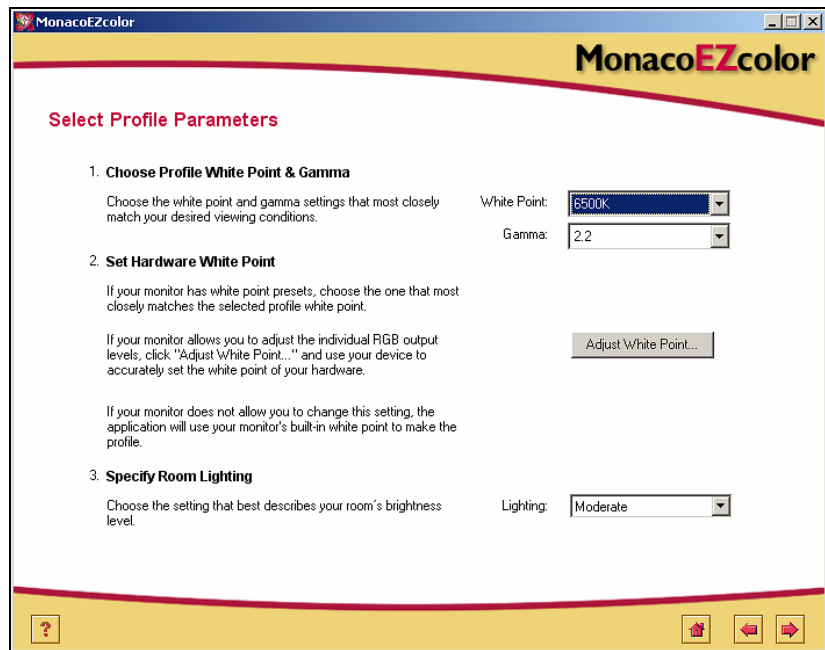 MonacoEZcolor
MonacoEZcolor
Select Profile Parameters
1. Choose Profile White Point & Gamma
Choose the white point and gamma settings that most closely
match your desired viewing conditions.
White Point: 6500K
Gamma: 2.2
2. Set Hardware White Point
If your monitor has white point presets, choose the one that most
closely matches the selected profile white point.
If your monitor allows you to adjust the individual RGB output
levels, click "Adjust White Point..." and use your device to
accurately set the white point of your hardware.
Adjust White Point...
If your monitor does not allow you to change this setting, the
application will use your monitor's built-in white point to make the
profile.
3. Specify Room Lighting
Choose the setting that best describes your room´s brightness
level.
Lighting: Moderate
?